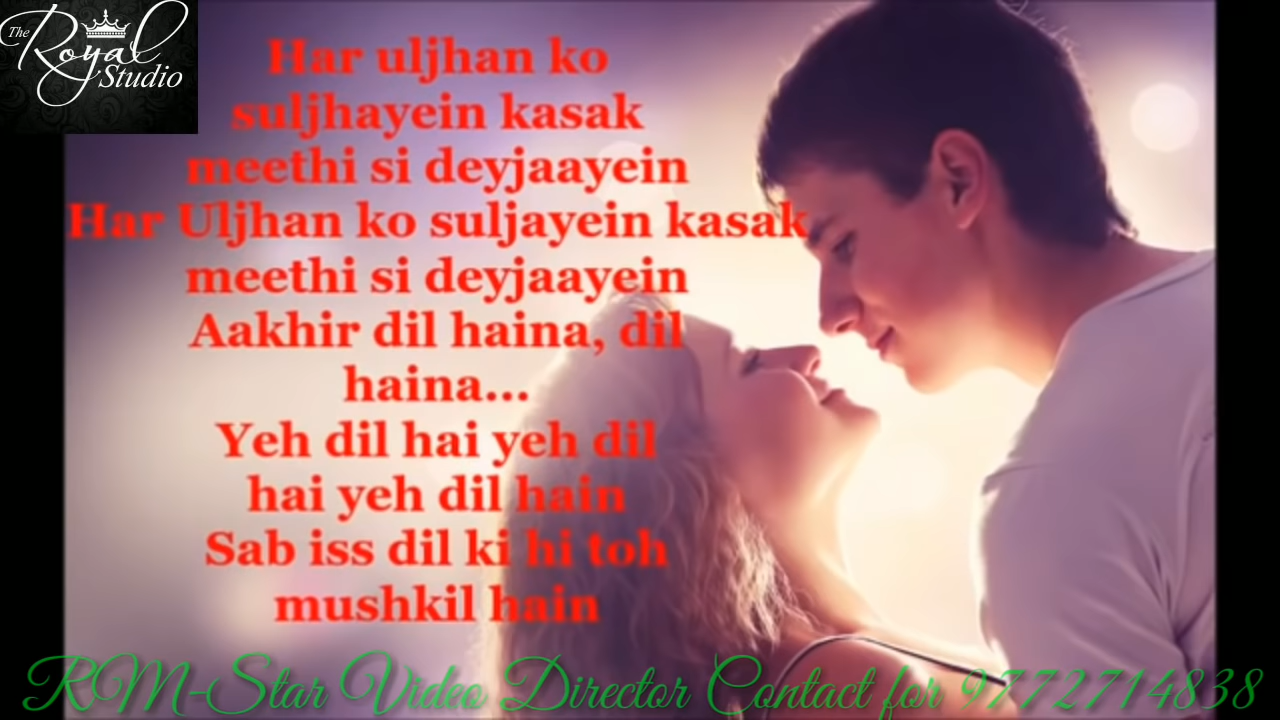 The
Royal
Studio
Har uljhan ko
suljhayein kasak
meethi si deyjaayein
Har Uljhan ko suljayein kasak
meethi si deyjaayein
Aakhir dil haina, dil
haina...
Yeh dil hai yeh dil
hai yeh dil hain
Sab iss dil ki hi toh
mushkil hain
RM-Star Video Director Contact for 9772714838